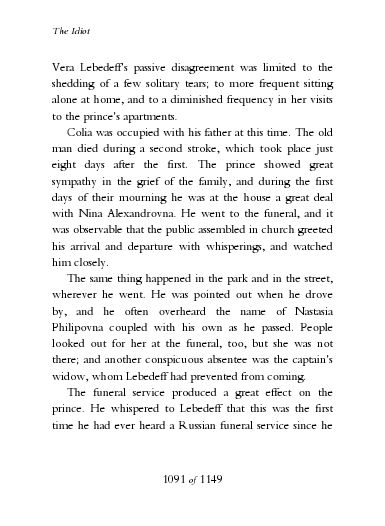 The Idiot
Vera Lebedeff's passive disagreement was limited to the
shedding of a few solitary tears; to more frequent sitting
alone at home, and to a diminished frequency in her visits
to the prince's apartments.
Colia was occupied with his father at this time. The old
man died during a second stroke, which took place just
eight days after the first. The prince showed great
sympathy in the grief of the family, and during the first
days of their mourning he was at the house a great deal
with Nina Alexandrovna. He went to the funeral, and it
was observable that the public assembled in church greeted
his arrival and departure with whisperings, and watched
him closely.
The same thing happened in the park and in the street,
wherever he went. He was pointed out when he drove
by, and he often overheard the name of Nastasia
Philipovna coupled with his own as he passed. People
looked out for her at the funeral, too, but she was not
there; and another conspicuous absentee was the captain's
widow, whom Lebedeff had prevented from coming.
The funeral service produced a great effect on the
prince. He whispered to Lebedeff that this was the first
time he had ever heard a Russian funeral service since he
1091 of 1149